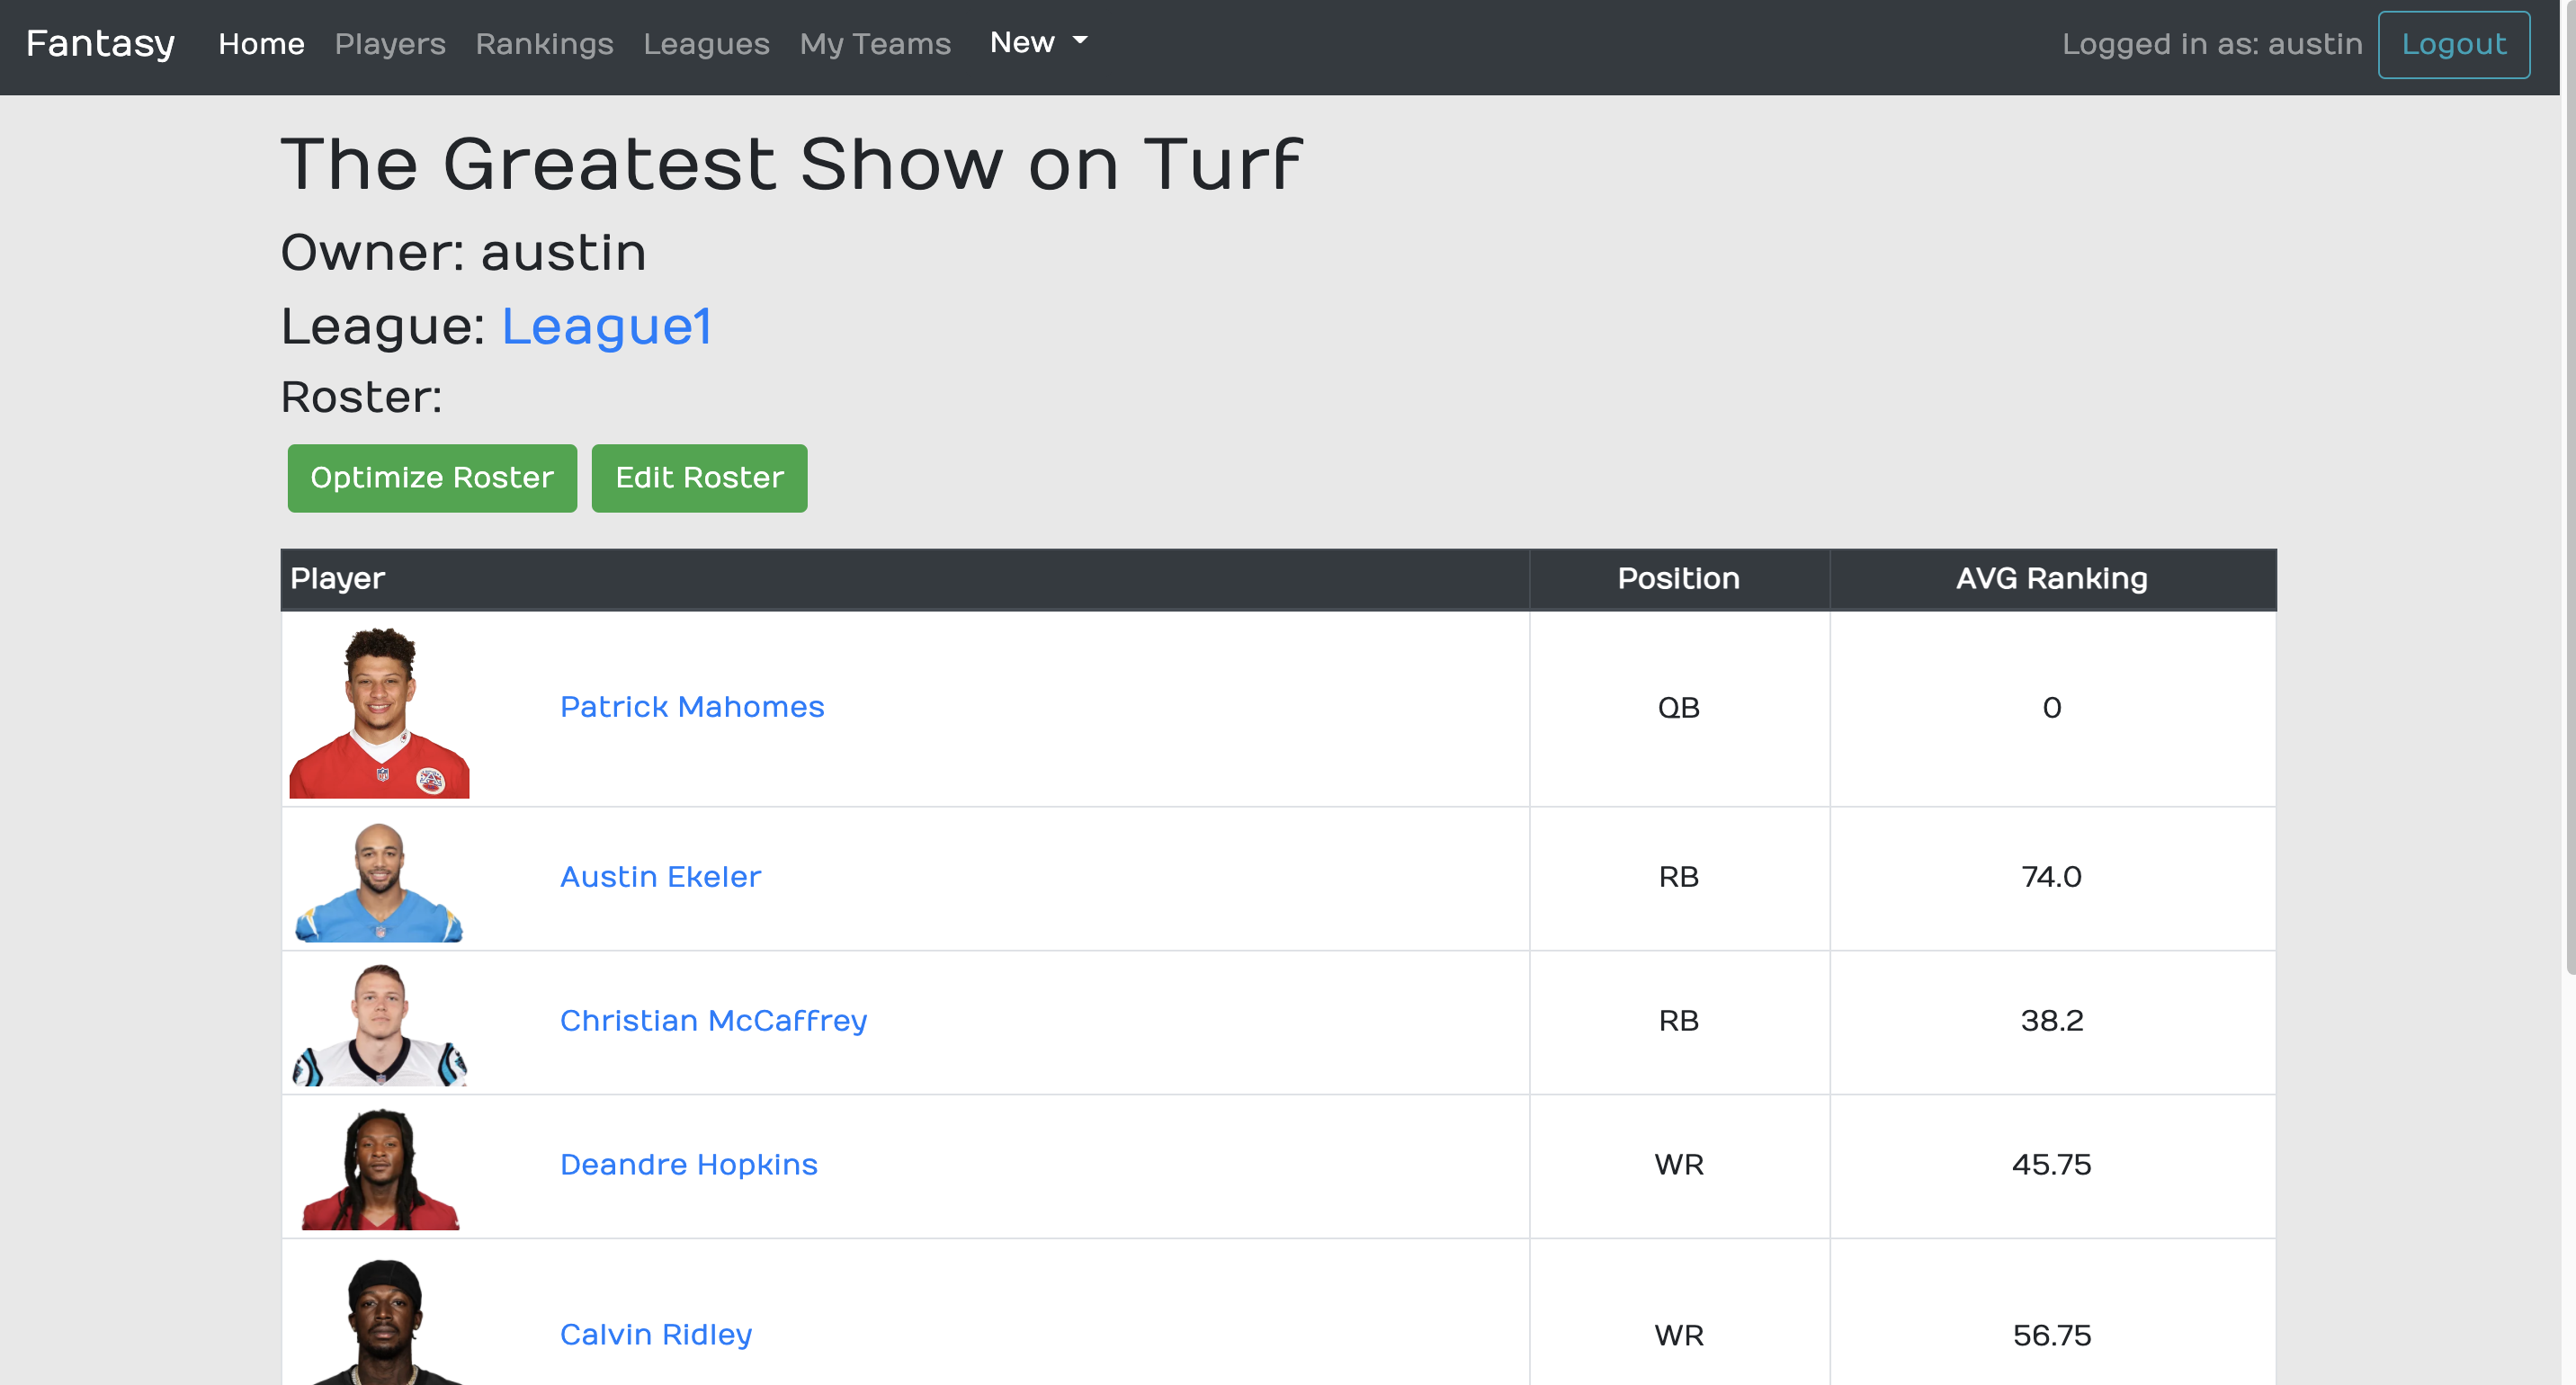 Fantasy Home Players Rankings Leagues My Teams New Logged in as: austin Logout
The Greatest Show on Turf
Owner: austin
League: League1
Roster:
Optimize Roster Edit Roster
Player Position AVG Ranking
Patrick Mahomes QB 0
Austin Ekeler RB 74.0
Christian McCaffrey RB 38.2
Deandre Hopkins WR 45.75
Calvin Ridley WR 56.75